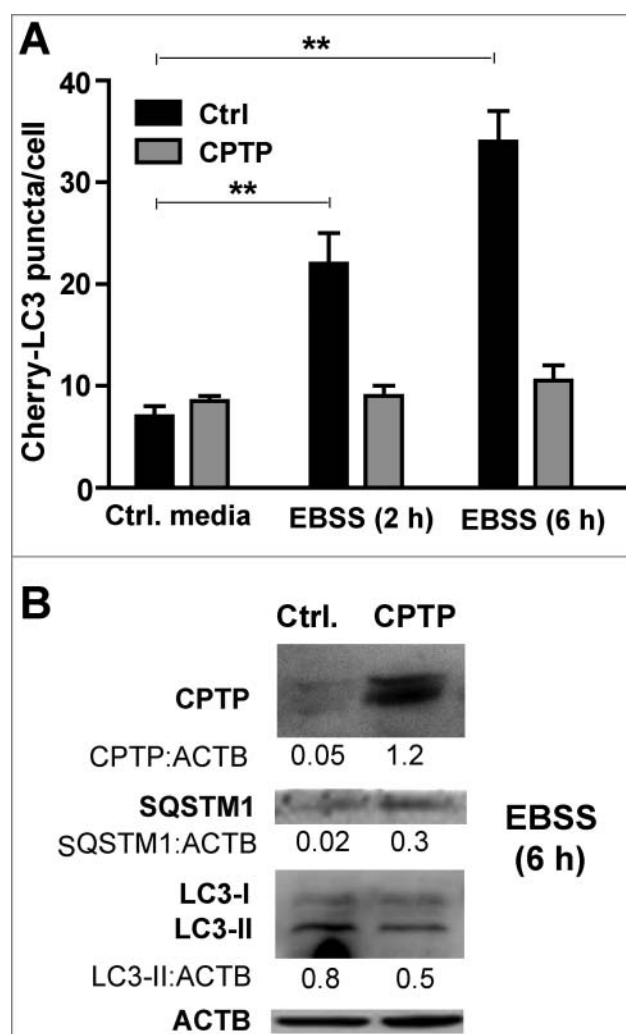 A
**
40
Ctrl
CPTP
30
**
20
10
0
Cherry-LC3 puncta/cell
Ctrl. media EBSS (2 h) EBSS (6 h)
B
Ctrl. CPTP
CPTP
CPTP:ACTB 0.05 1.2
SQSTM1
SQSTM1:ACTB 0.02 0.3
EBSS
(6 h)
LC3-I
LC3-II
LC3-II:ACTB 0.8 0.5
ACTB